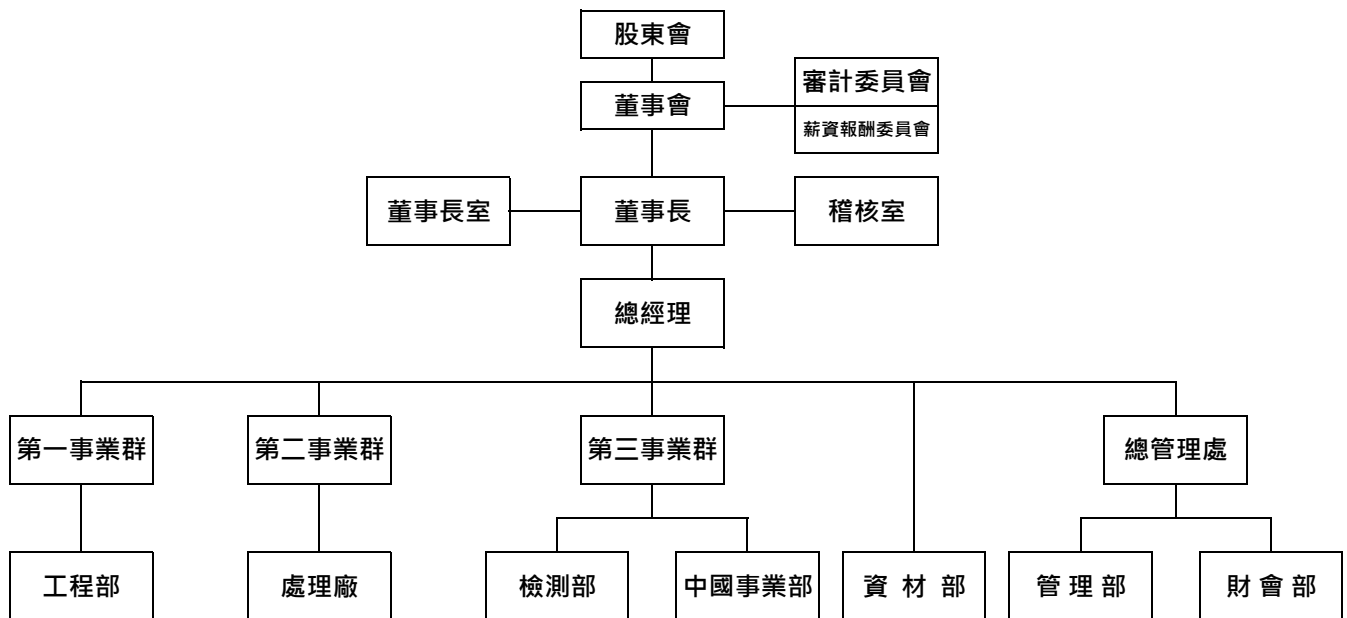 股東會
審計委員會
董事會
薪資報酬委員會
董事長室
董事長
稽核室
總經理
第一事業群
第二事業群
第三事業群
總管理處
工程部
處理廠
檢測部
中國事業部
資材部
管理部
財會部